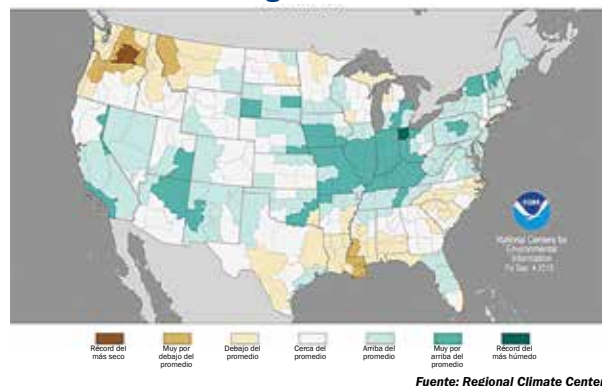 NOAA
National Centers for
Environmental
Information
Récord del
más seco
Muy por
debajo del
promedio
Debajo del
promedio
Cerca del
promedio
Arriba del
promedio
Muy por
arriba del
promedio
Récord del
más húmedo
Fuente: Regional Climate Center